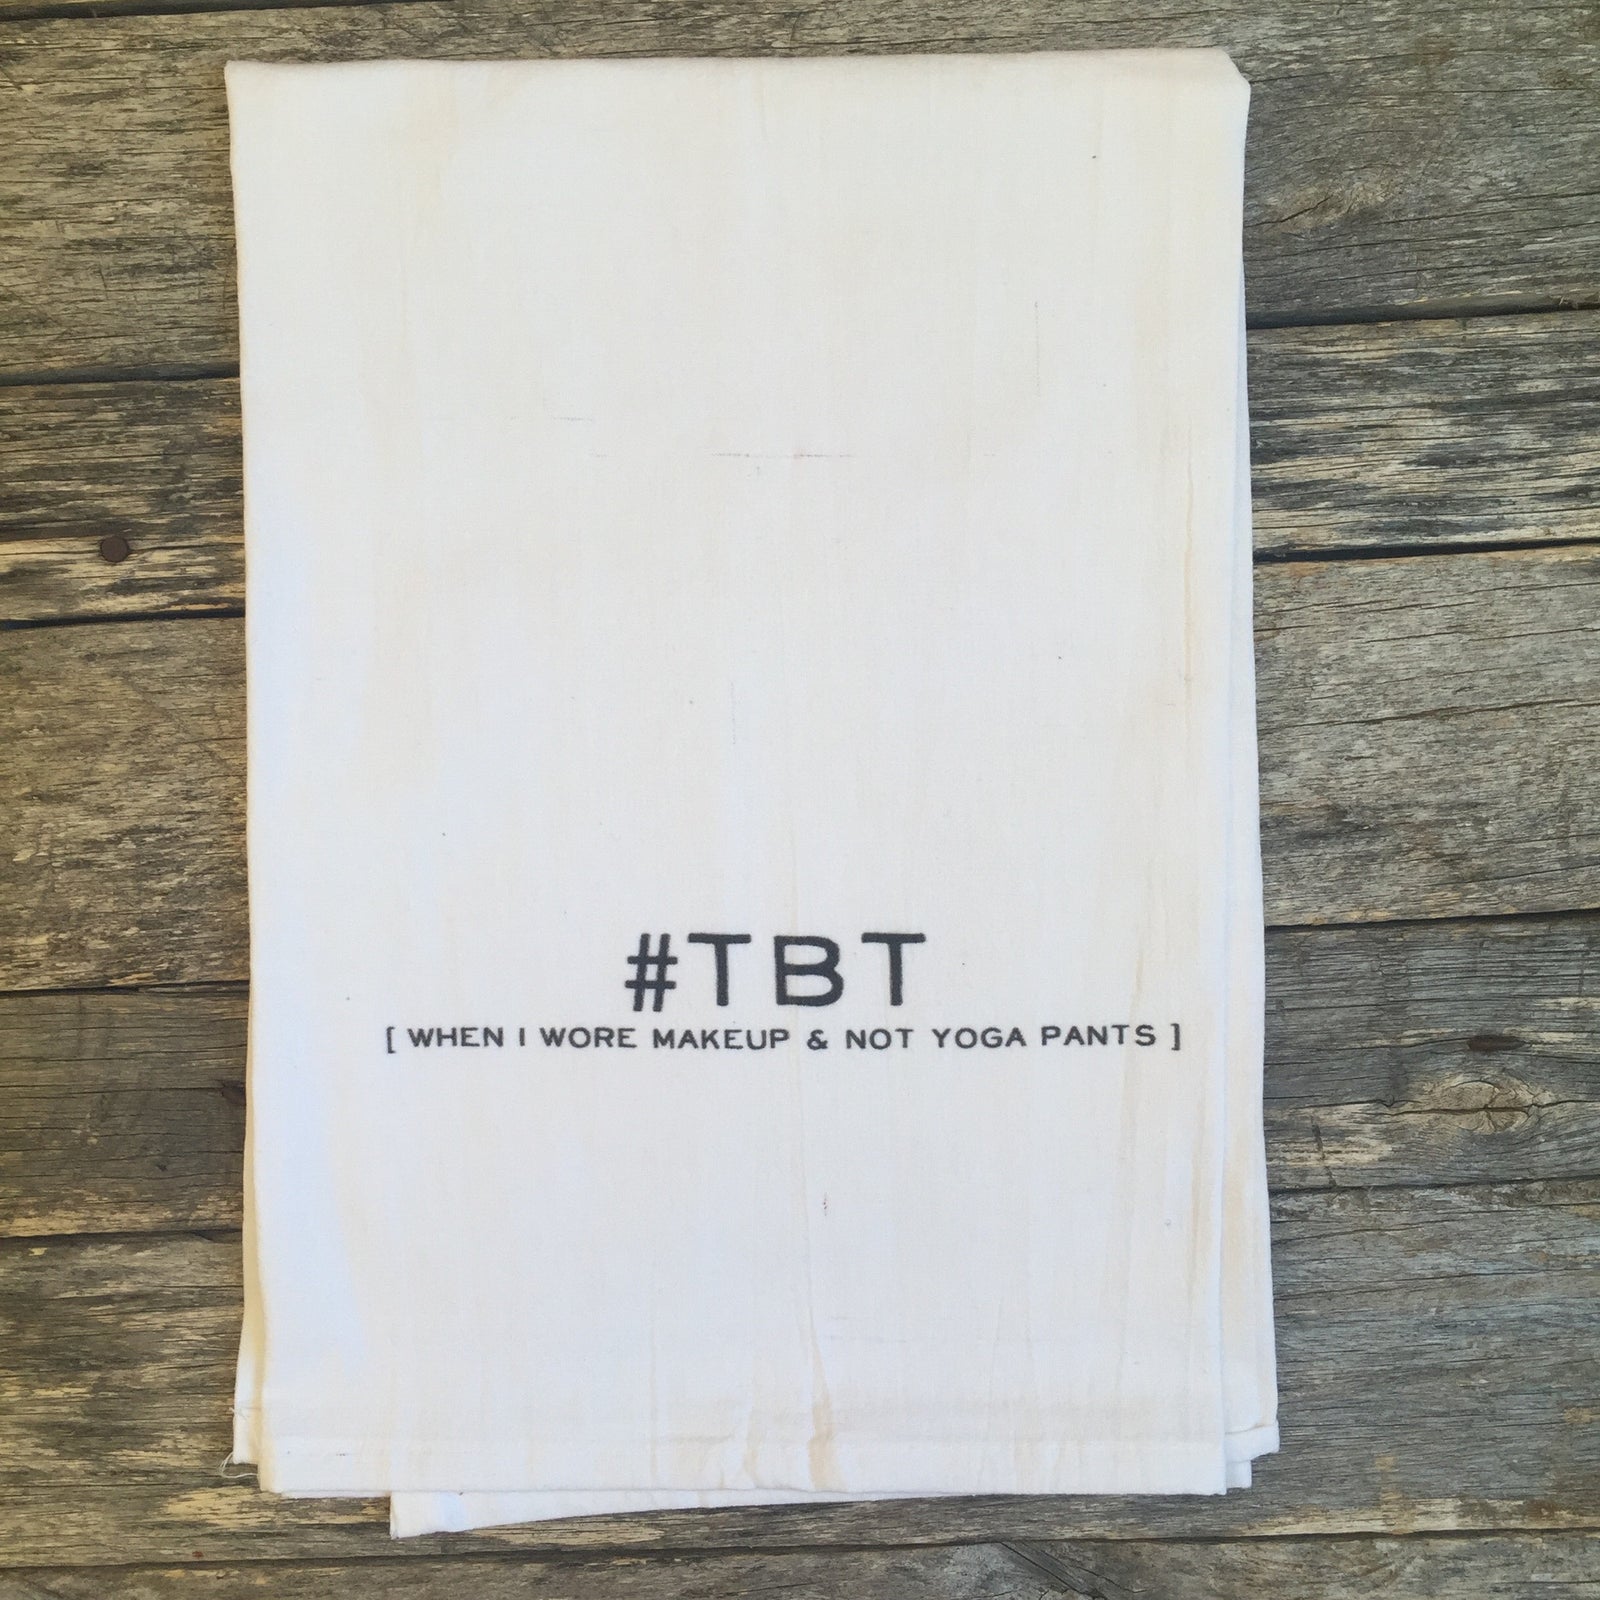 #TBT
[ WHEN I WORE MAKEUP & NOT YOGA PANTS ]